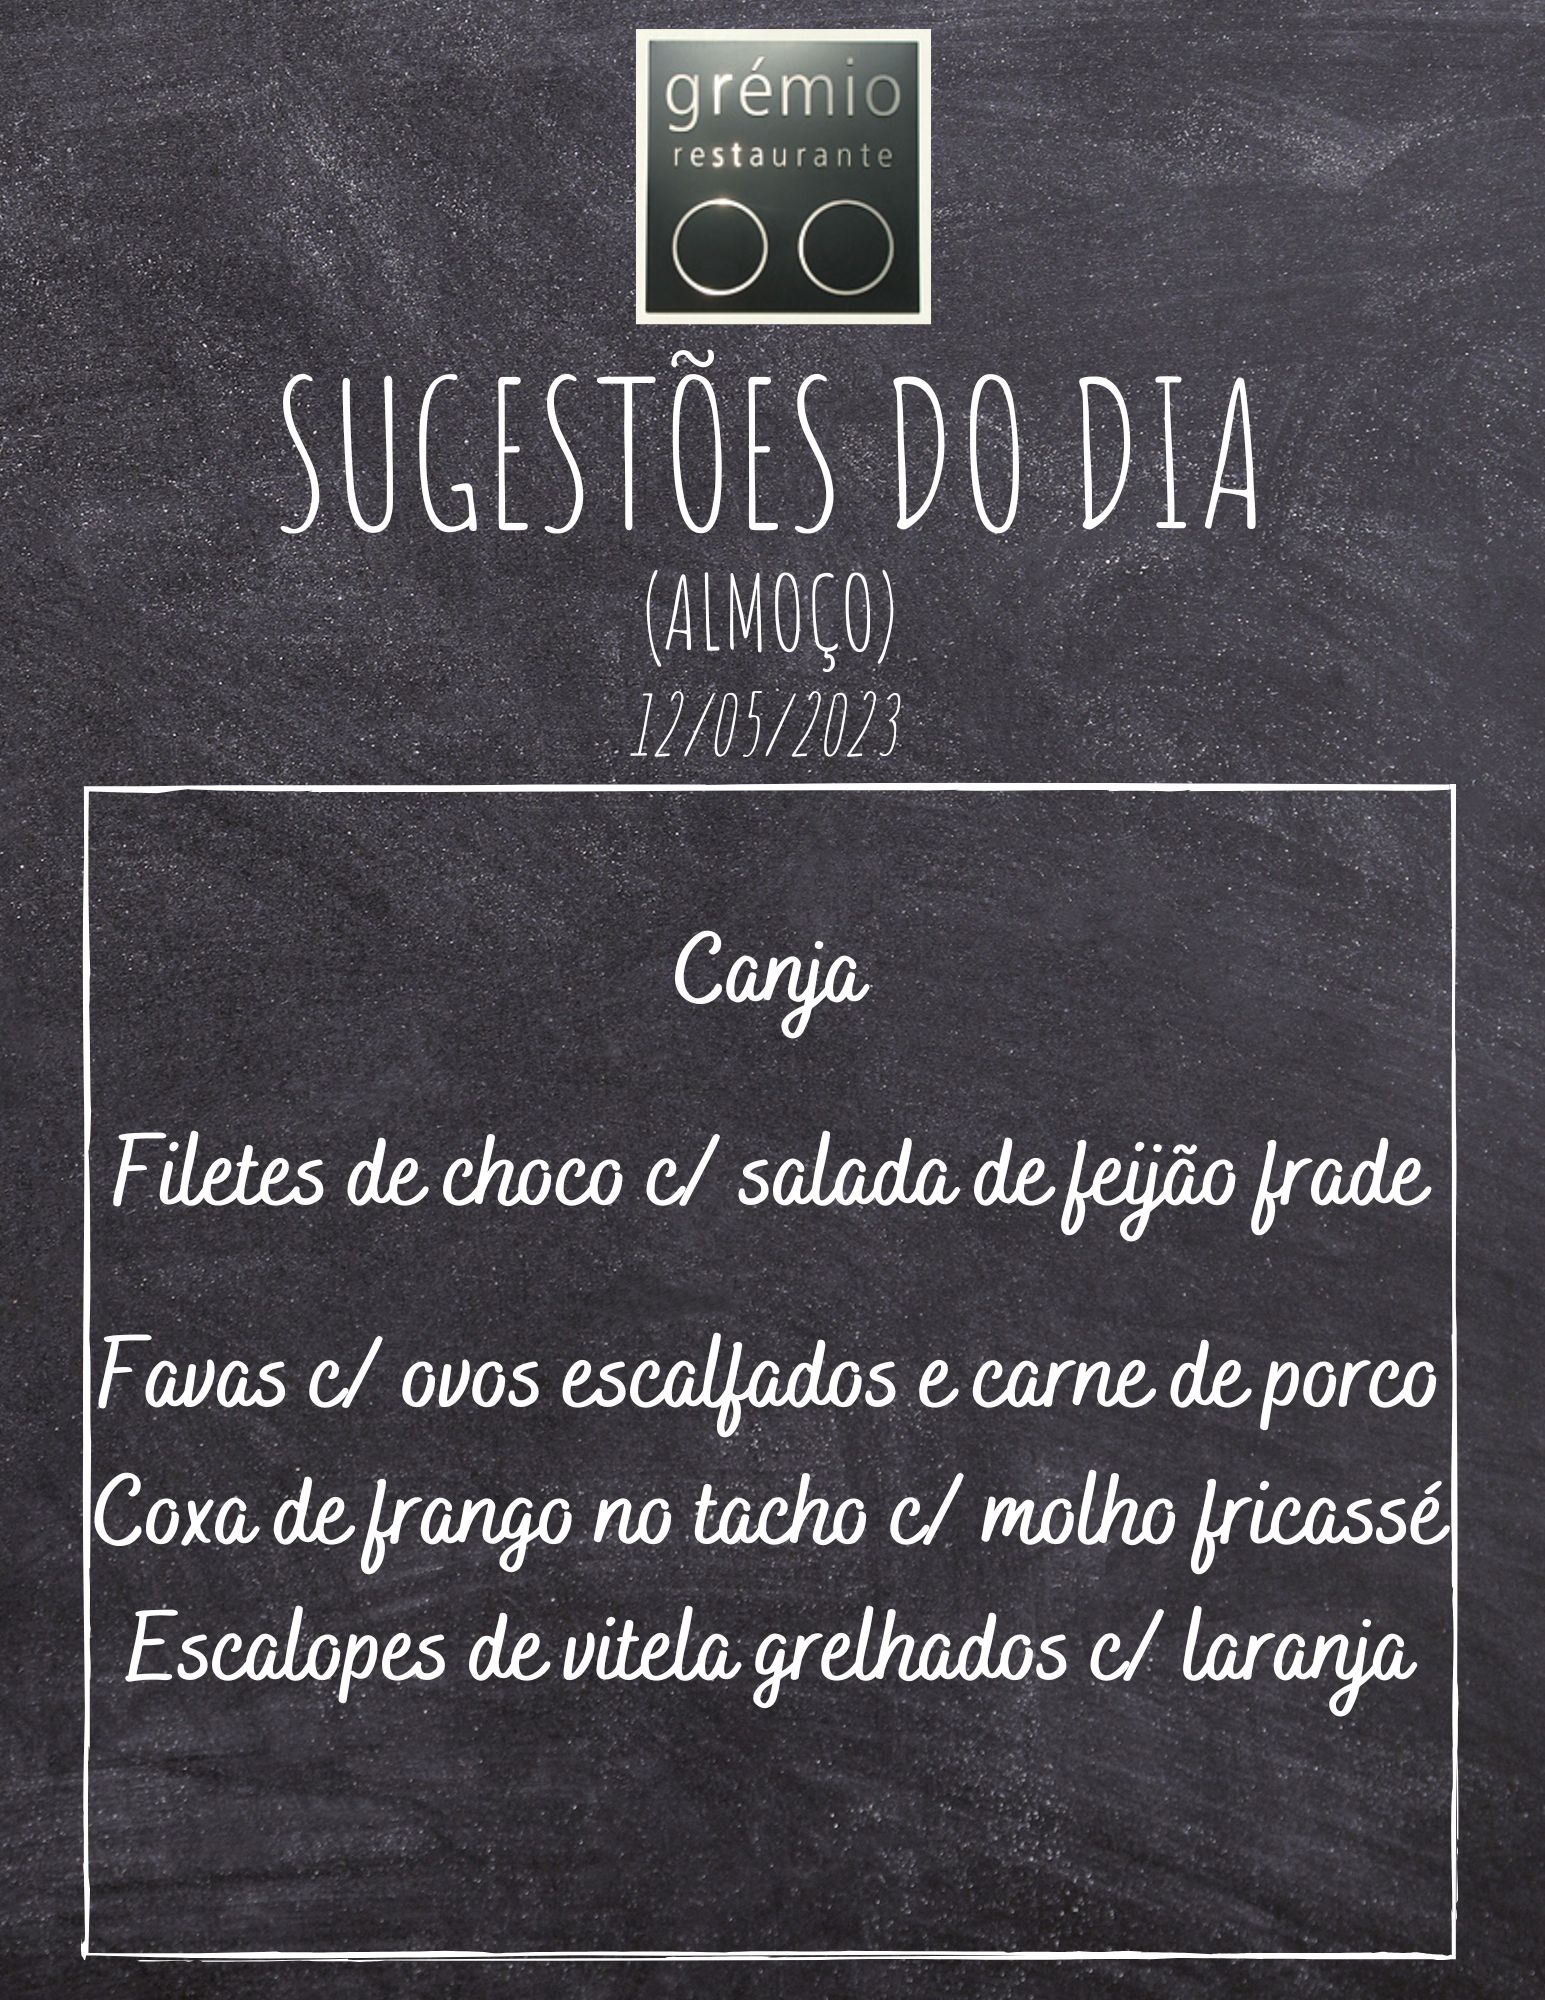 grémio
restaurante
SUGESTÕES DO DIA
(ALMOÇO)
12/05/2023
Canja
Filetes de choco c/ salada de feijão frade
Favas c/ ovos escalfados e carne de porco
Coxa de frango no tacho c/ molho fricassé
Escalopes de vitela grelhados c/ laranja